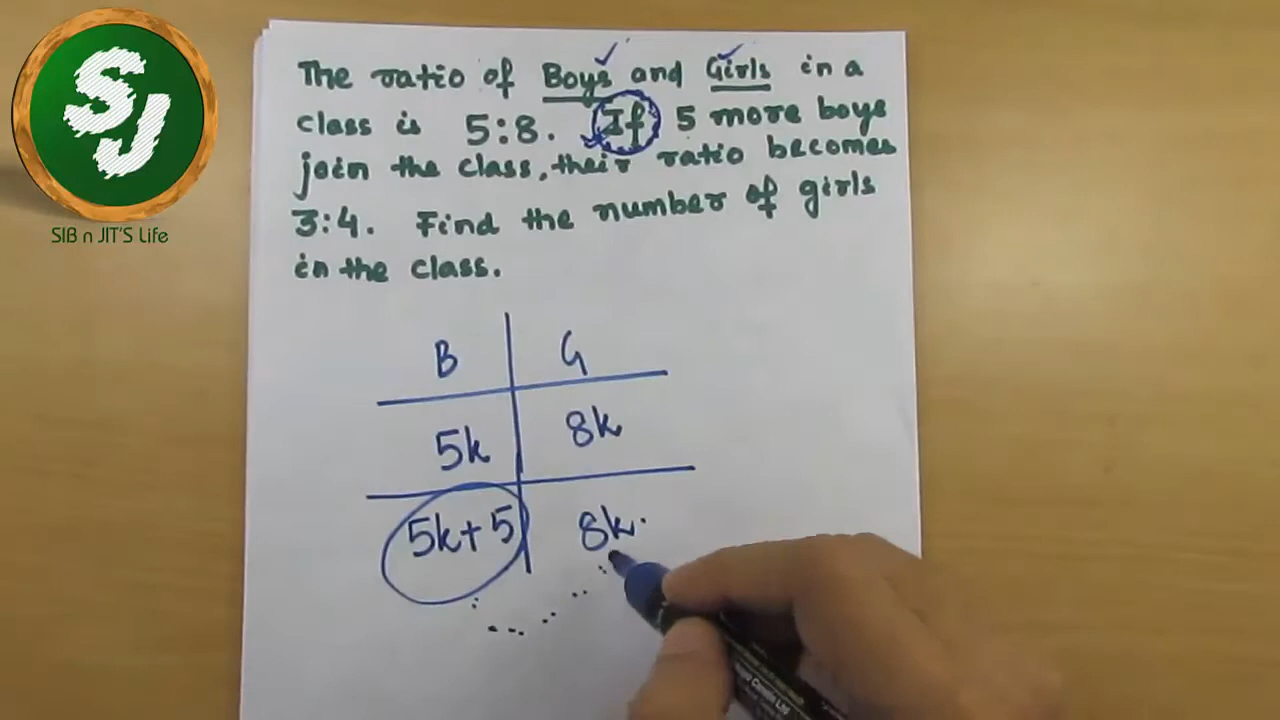 SJ
SIB n JIT'S Life
The ratio of Boys and Girls in a
class is 5:8. If 5 more boys
join the class, their ratio becomes
3:4. Find the number of girls
in the class.
B G
5k 8k
5k+5 8k